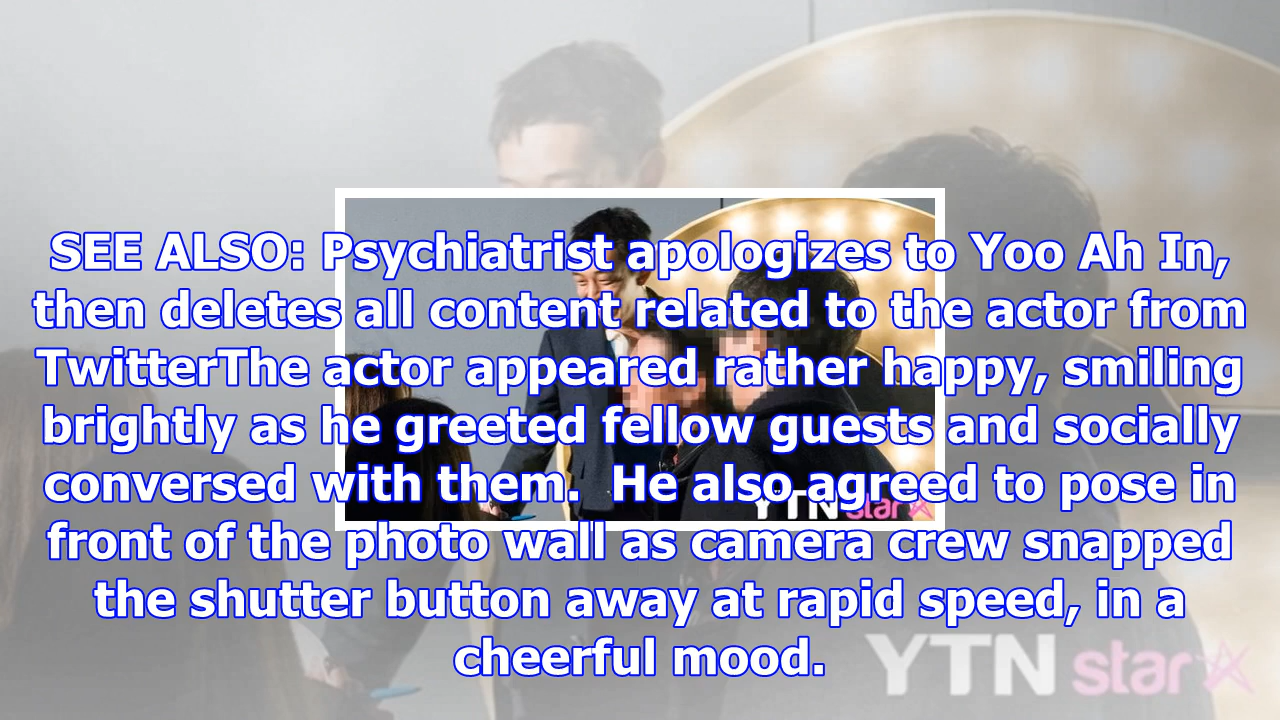 SEE ALSO: Psychiatrist apologizes to Yoo Ah In,
then deletes all content related to the actor from
TwitterThe actor appeared rather happy, smiling
brightly as he greeted fellow guests and socially
conversed with them.  He also agreed to pose in
front of the photo wall as camera crew snapped
the shutter button away at rapid speed, in a
cheerful mood.
YTN star
YTN star